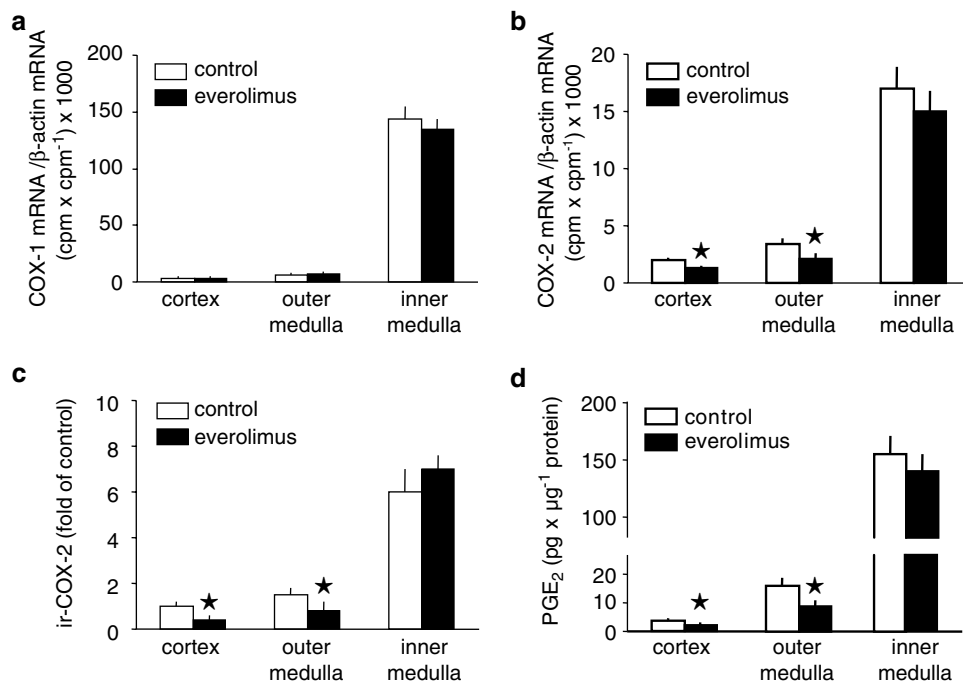 a
COX-1 mRNA /β-actin mRNA
(cpm x cpm⁻¹) x 1000
200
150
100
50
0
control
everolimus
cortex
outer
medulla
inner
medulla
b
COX-2 mRNA /β-actin mRNA
(cpm x cpm⁻¹) x 1000
20
15
10
5
0
control
everolimus
★
★
cortex
outer
medulla
inner
medulla
c
ir-COX-2 (fold of control)
10
8
6
4
2
0
control
everolimus
★
★
cortex
outer
medulla
inner
medulla
d
PGE₂ (pg x µg⁻¹ protein)
200
150
100
20
10
0
control
everolimus
★
★
cortex
outer
medulla
inner
medulla